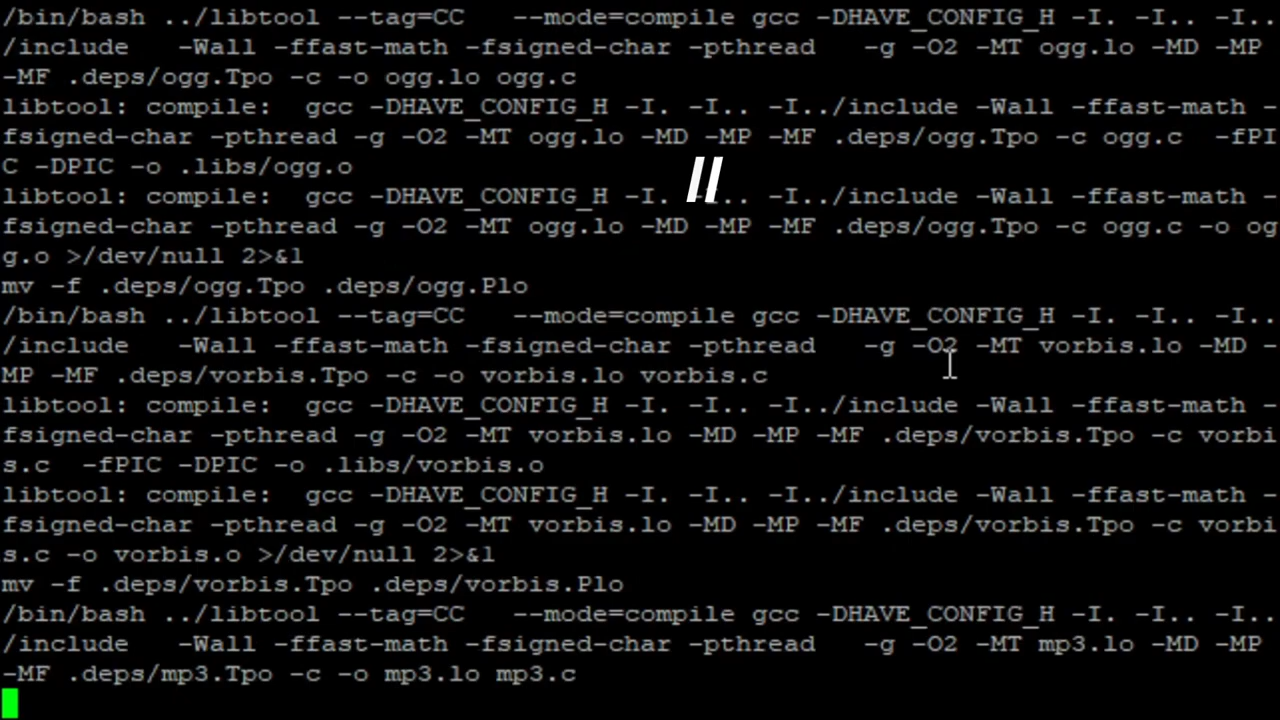 /bin/bash ../libtool --tag=CC   --mode=compile gcc -DHAVE_CONFIG_H -I. -I.. -I..
/include   -Wall -ffast-math -fsigned-char -pthread   -g -O2 -MT ogg.lo -MD -MP
-MF .deps/ogg.Tpo -c -o ogg.lo ogg.c
libtool: compile:  gcc -DHAVE_CONFIG_H -I. -I.. -I../include -Wall -ffast-math -
fsigned-char -pthread -g -O2 -MT ogg.lo -MD -MP -MF .deps/ogg.Tpo -c ogg.c  -fPI
C -DPIC -o .libs/ogg.o
//
libtool: compile:  gcc -DHAVE_CONFIG_H -I. -I.. -I../include -Wall -ffast-math -
fsigned-char -pthread -g -O2 -MT ogg.lo -MD -MP -MF .deps/ogg.Tpo -c ogg.c -o og
g.o >/dev/null 2>&1
mv -f .deps/ogg.Tpo .deps/ogg.Plo
/bin/bash ../libtool --tag=CC   --mode=compile gcc -DHAVE_CONFIG_H -I. -I.. -I..
/include   -Wall -ffast-math -fsigned-char -pthread   -g -O2 -MT vorbis.lo -MD -
MP -MF .deps/vorbis.Tpo -c -o vorbis.lo vorbis.c
libtool: compile:  gcc -DHAVE_CONFIG_H -I. -I.. -I../include -Wall -ffast-math -
fsigned-char -pthread -g -O2 -MT vorbis.lo -MD -MP -MF .deps/vorbis.Tpo -c vorbi
s.c  -fPIC -DPIC -o .libs/vorbis.o
libtool: compile:  gcc -DHAVE_CONFIG_H -I. -I.. -I../include -Wall -ffast-math -
fsigned-char -pthread -g -O2 -MT vorbis.lo -MD -MP -MF .deps/vorbis.Tpo -c vorbi
s.c -o vorbis.o >/dev/null 2>&1
mv -f .deps/vorbis.Tpo .deps/vorbis.Plo
/bin/bash ../libtool --tag=CC   --mode=compile gcc -DHAVE_CONFIG_H -I. -I.. -I..
/include   -Wall -ffast-math -fsigned-char -pthread   -g -O2 -MT mp3.lo -MD -MP
-MF .deps/mp3.Tpo -c -o mp3.lo mp3.c